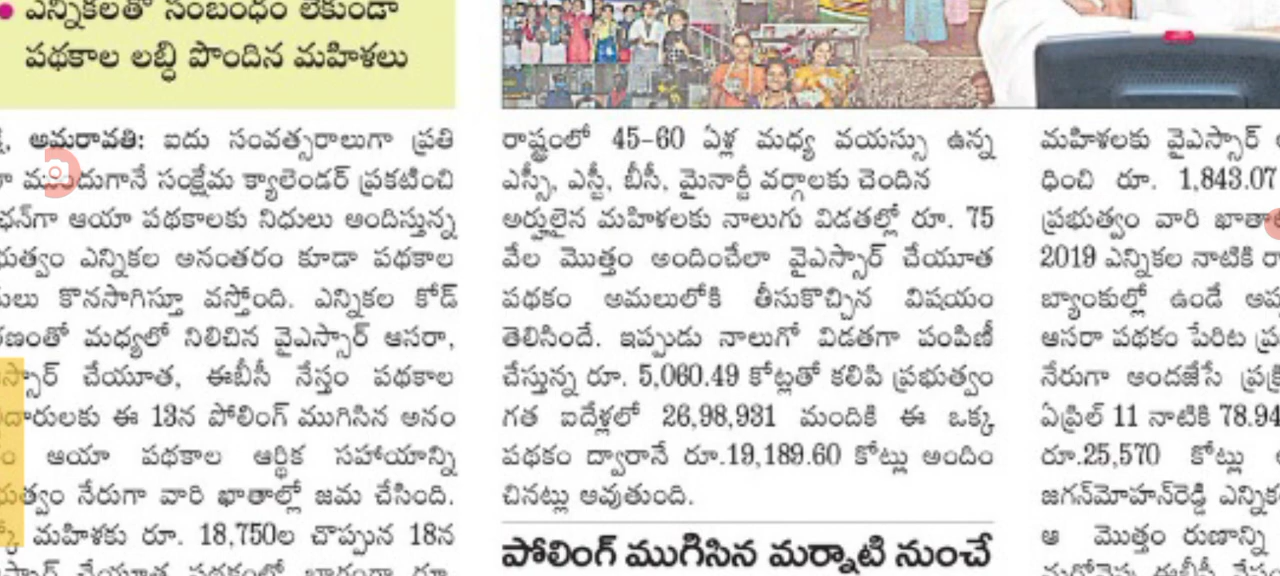 ఎన్నికలతో సంబంధం లేకుండా
పథకాల లబ్ధి పొందిన మహిళలు
అమరావతి: ఐదు సంవత్సరాలుగా ప్రతి
సంక్షేమ క్యాలెండర్ ప్రకటించి
ఆయా పథకాలకు నిధులు అందిస్తున్న
ఎన్నికల అనంతరం కూడా పథకాల
కొనసాగిస్తూ వస్తోంది. ఎన్నికల కోడ్
మధ్యలో నిలిచిన వైఎస్సార్ ఆసరా,
చేయూత, ఈబీసీ నేస్తం పథకాల
ఈ 13న పోలింగ్ ముగిసిన అనం
ఆయా పథకాల ఆర్థిక సహాయాన్ని
నేరుగా వారి ఖాతాల్లో జమ చేసింది.
మహిళకు రూ. 18,750ల చొప్పున 18న
రాష్ట్రంలో 45-60 ఏళ్ల మధ్య వయస్సు ఉన్న
ఎస్సీ, ఎస్టీ, బీసీ, మైనార్టీ వర్గాలకు చెందిన
అర్హులైన మహిళలకు నాలుగు విడతల్లో రూ. 75
వేల మొత్తం అందించేలా వైఎస్సార్ చేయూత
పథకం అమలులోకి తీసుకొచ్చిన విషయం
తెలిసిందే. ఇప్పుడు నాలుగో విడతగా పంపిణీ
చేస్తున్న రూ. 5,060.49 కోట్లతో కలిపి ప్రభుత్వం
గత ఐదేళ్లలో 26,98,931 మందికి ఈ ఒక్క
పథకం ద్వారానే రూ.19,189.60 కోట్లు అందిం
చినట్లు అవుతుంది.
పోలింగ్ ముగిసిన మర్నాటి నుంచే
మహిళలకు వైఎస్సార్
ధించి రూ. 1,843.07
ప్రభుత్వం వారి
2019 ఎన్నికల నాటికి
బ్యాంకుల్లో ఉండే
ఆసరా పథకం పేరిట
నేరుగా అందజేసే
ఏప్రిల్ 11 నాటికి 78.94
రూ.25,570 కోట్లు
జగన్‌మోహన్‌రెడ్డి
ఆ మొత్తం రుణాన్ని